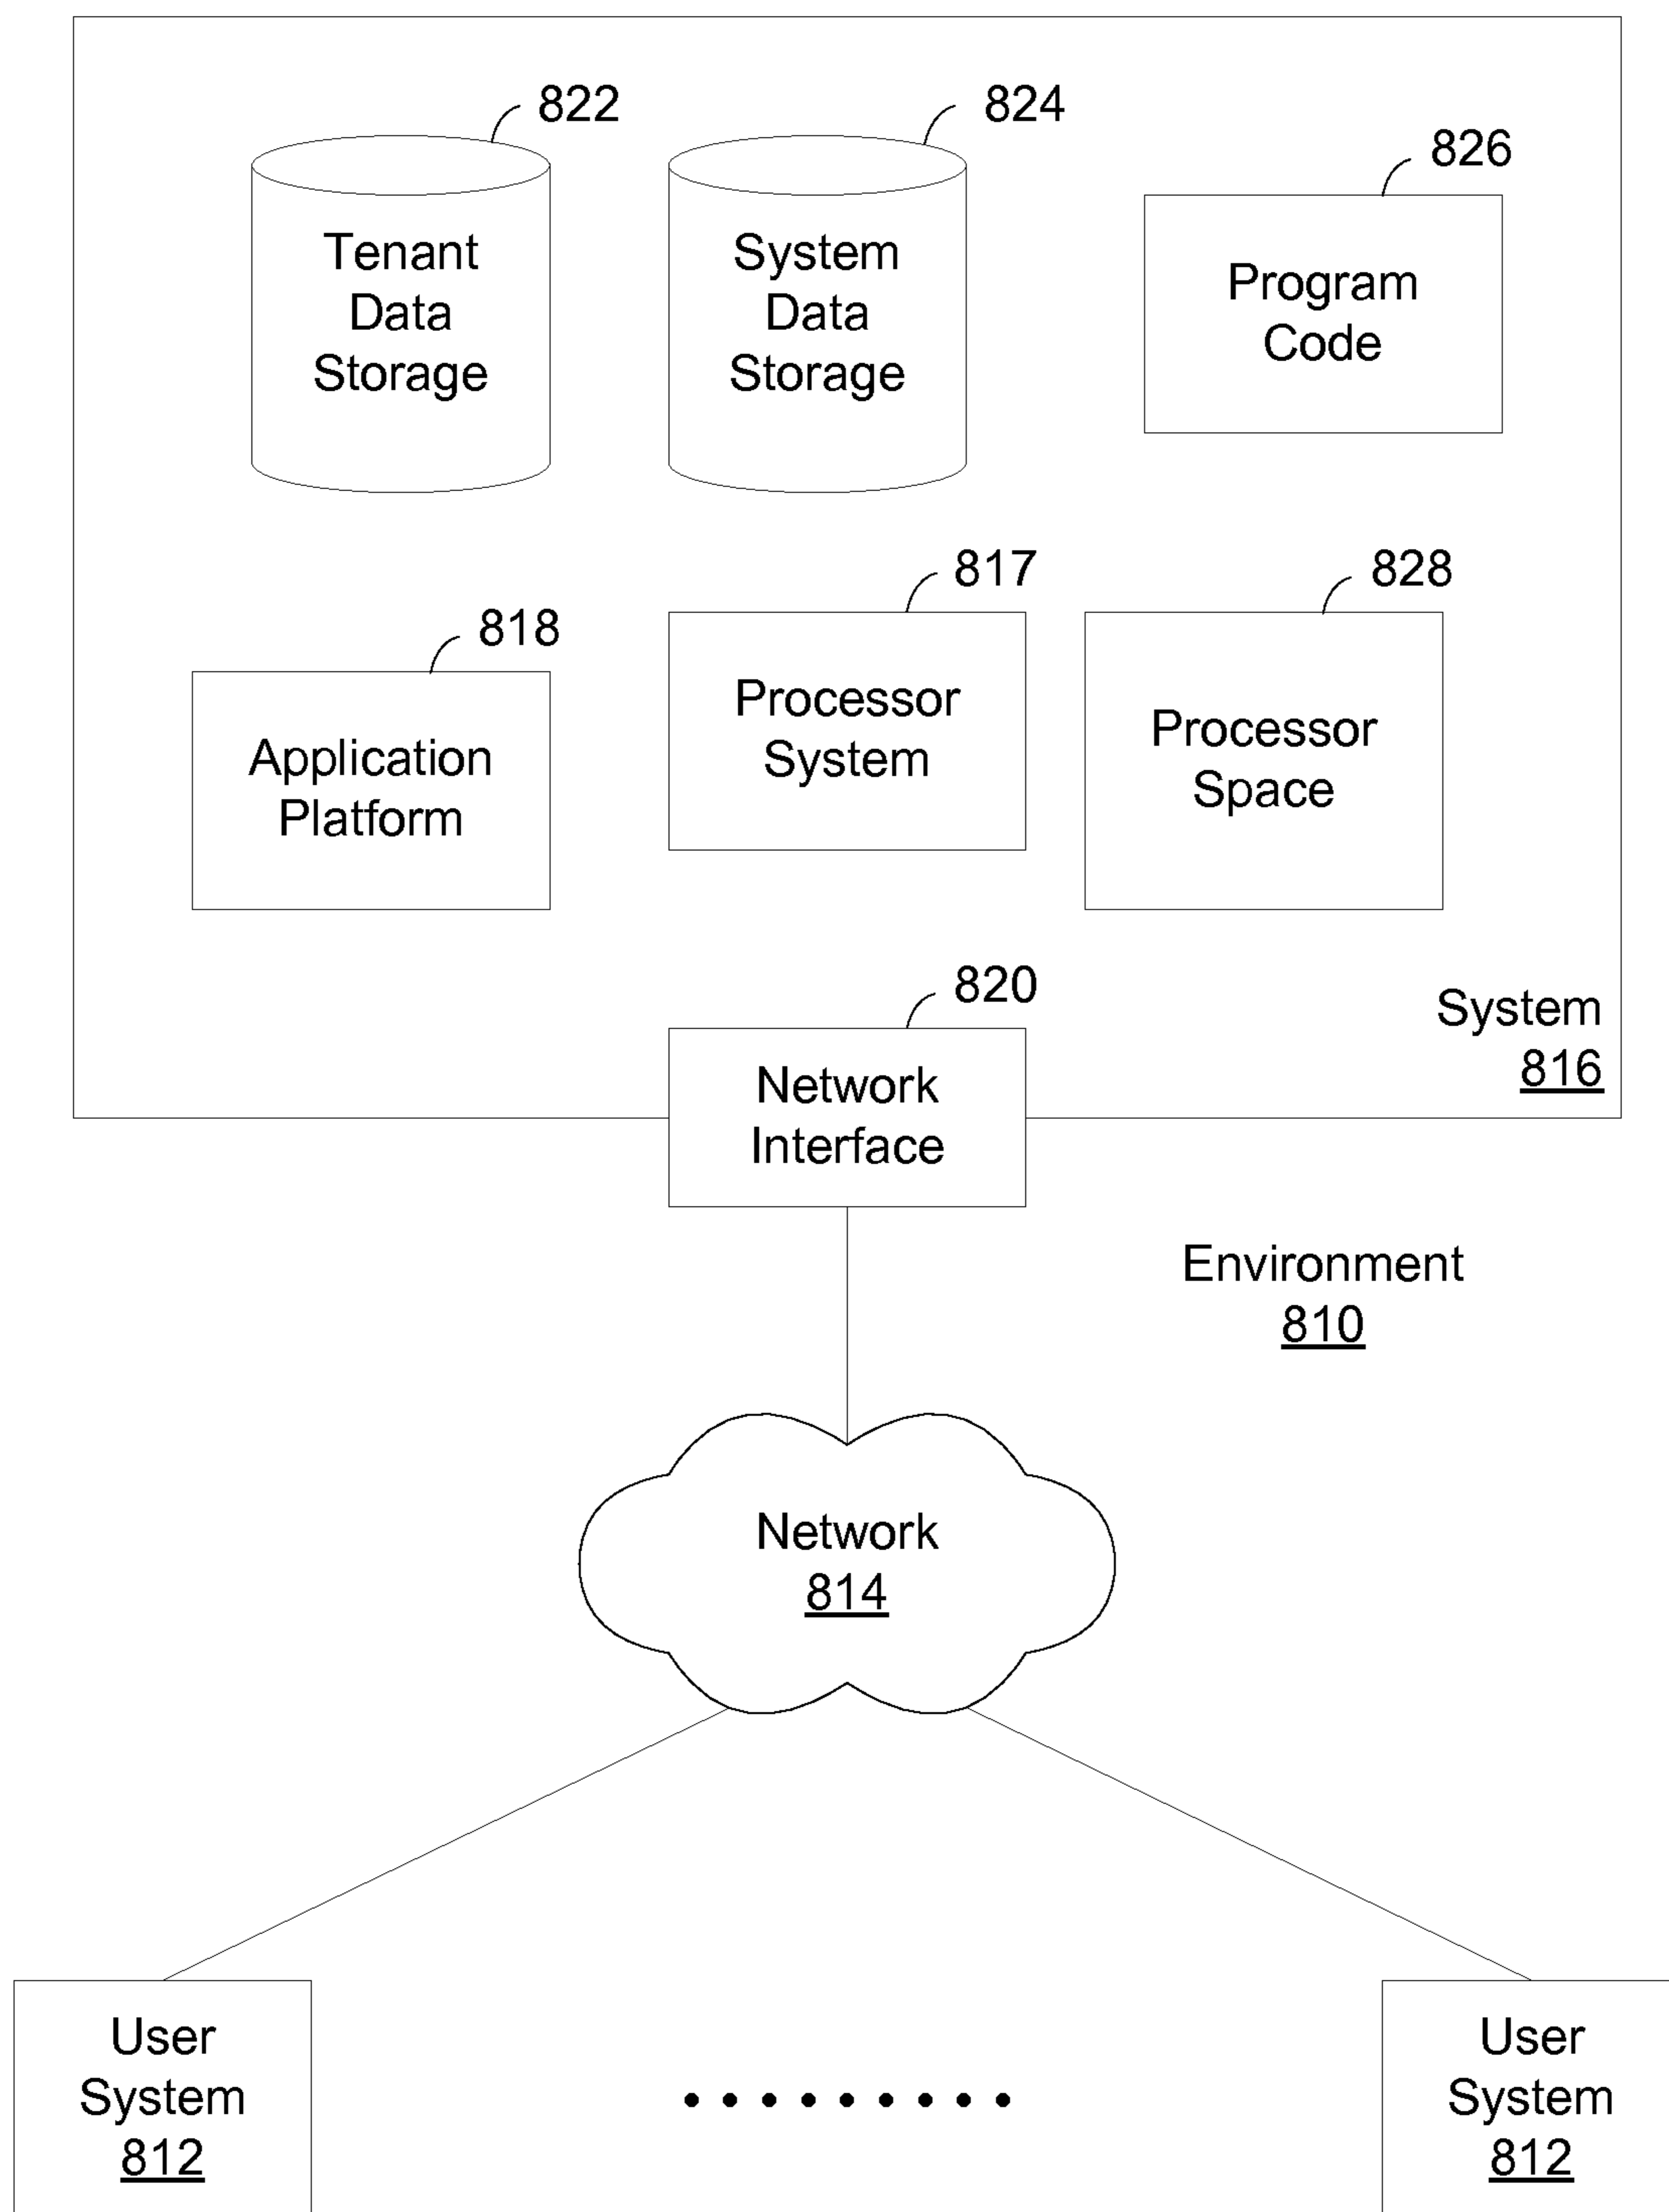 822
824
826
Tenant
Data
Storage
System
Data
Storage
Program
Code
818
817
828
Application
Platform
Processor
System
Processor
Space
820
Network
Interface
System
816
Environment
810
Network
814
User
System
812
User
System
812